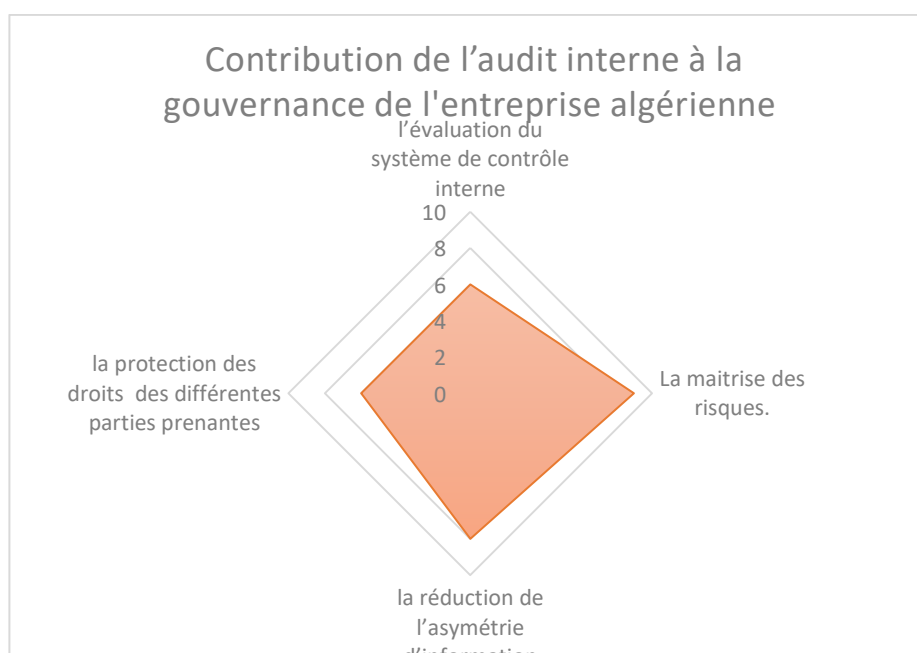 Contribution de l’audit interne à la
gouvernance de l'entreprise algérienne
l’évaluation du
système de contrôle
interne
10
8
6
4
2
0
La maitrise des
risques.
la protection des
droits  des différentes
parties prenantes
la réduction de
l’asymétrie
d’information